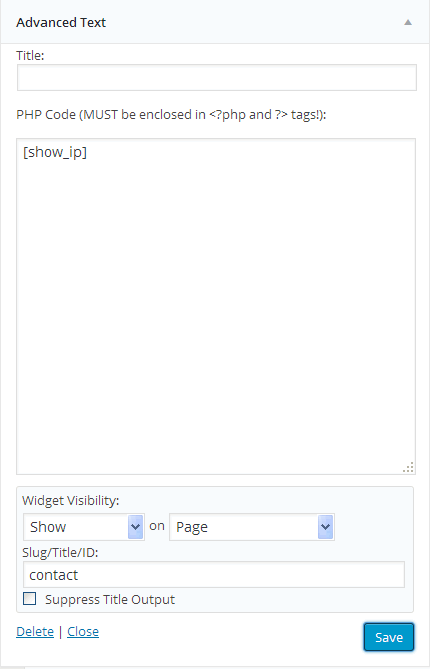 Advanced Text
Title:
PHP Code (MUST be enclosed in <?php and ?> tags!):
[show_ip]
Widget Visibility:
Show on Page
Slug/Title/ID:
contact
Suppress Title Output
Delete | Close Save